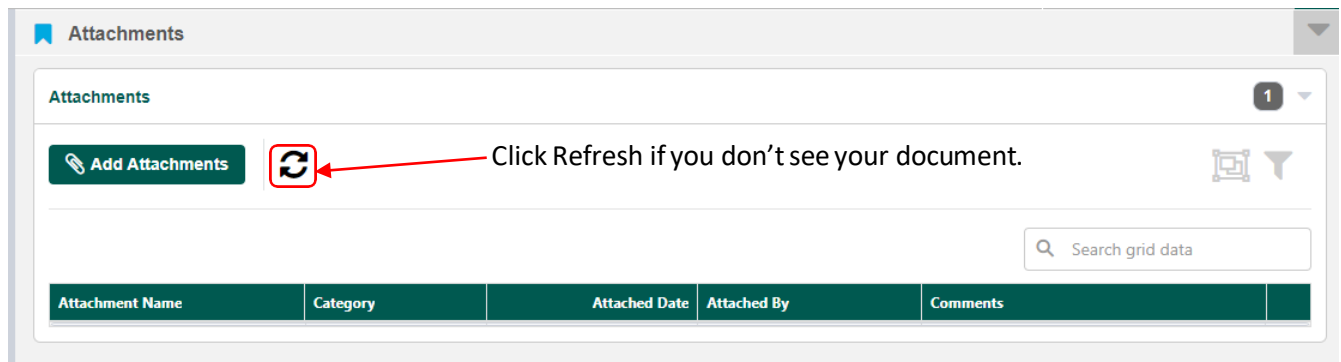 Attachments
Attachments 1
Add Attachments Click Refresh if you don’t see your document.
Search grid data
Attachment Name Category Attached Date Attached By Comments